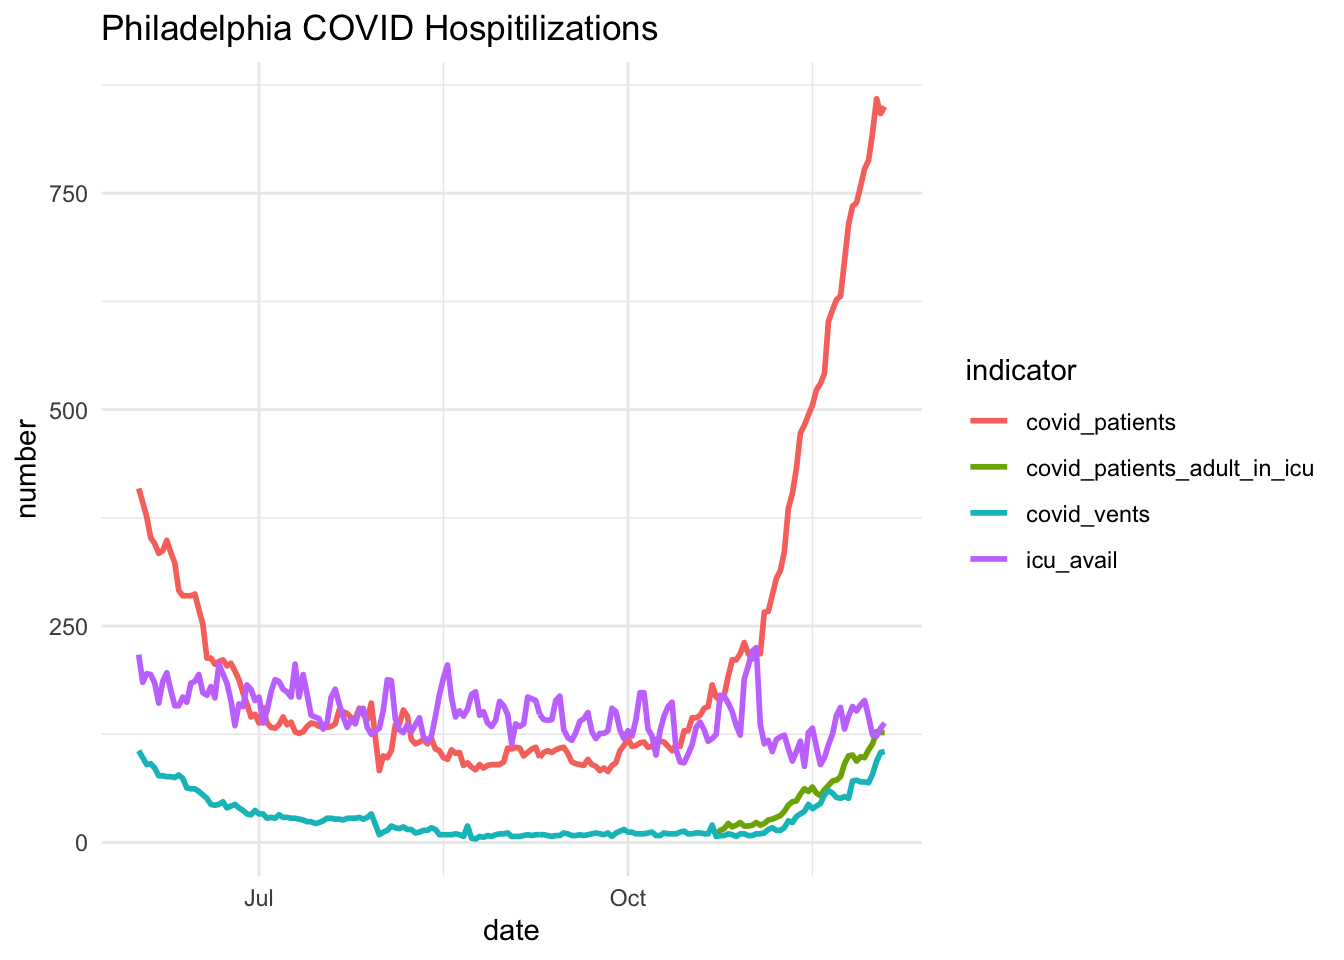 Philadelphia COVID Hospitilizations
number
750
500
250
0
Jul
Oct
date
indicator
covid_patients
covid_patients_adult_in_icu
covid_vents
icu_avail